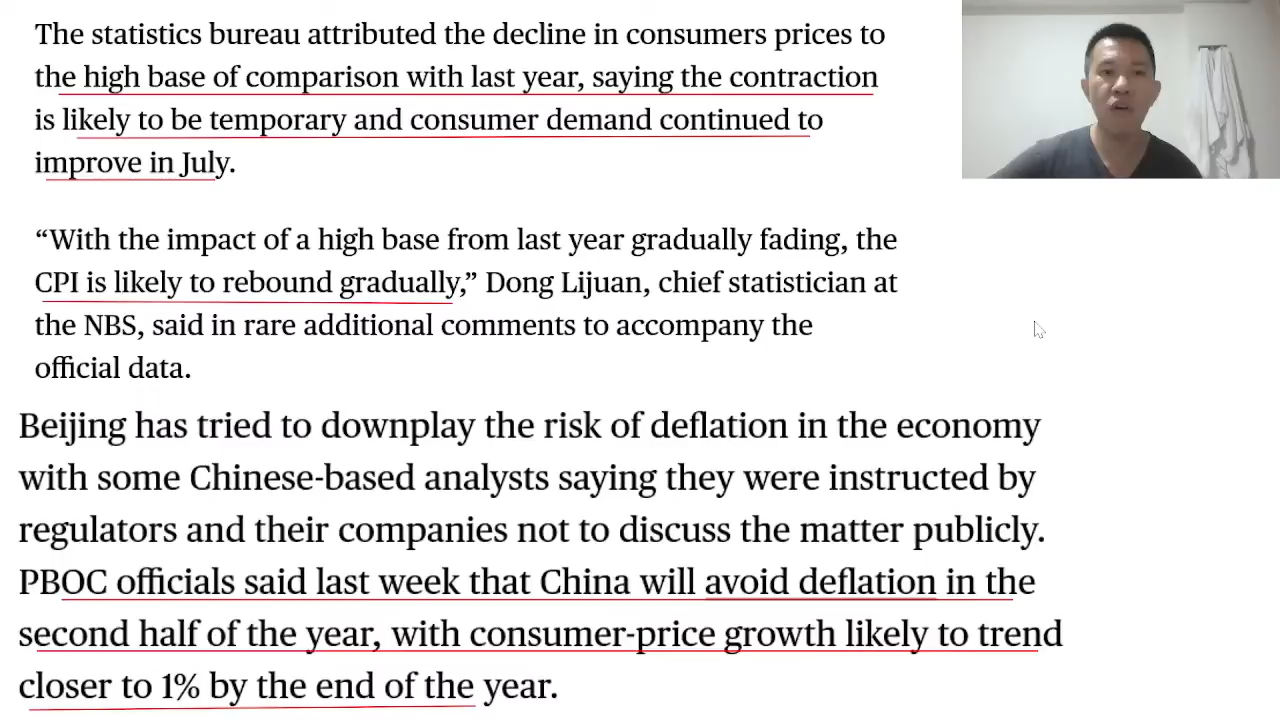 The statistics bureau attributed the decline in consumers prices to
the high base of comparison with last year, saying the contraction
is likely to be temporary and consumer demand continued to
improve in July.
“With the impact of a high base from last year gradually fading, the
CPI is likely to rebound gradually,” Dong Lijuan, chief statistician at
the NBS, said in rare additional comments to accompany the
official data.
Beijing has tried to downplay the risk of deflation in the economy
with some Chinese-based analysts saying they were instructed by
regulators and their companies not to discuss the matter publicly.
PBOC officials said last week that China will avoid deflation in the
second half of the year, with consumer-price growth likely to trend
closer to 1% by the end of the year.